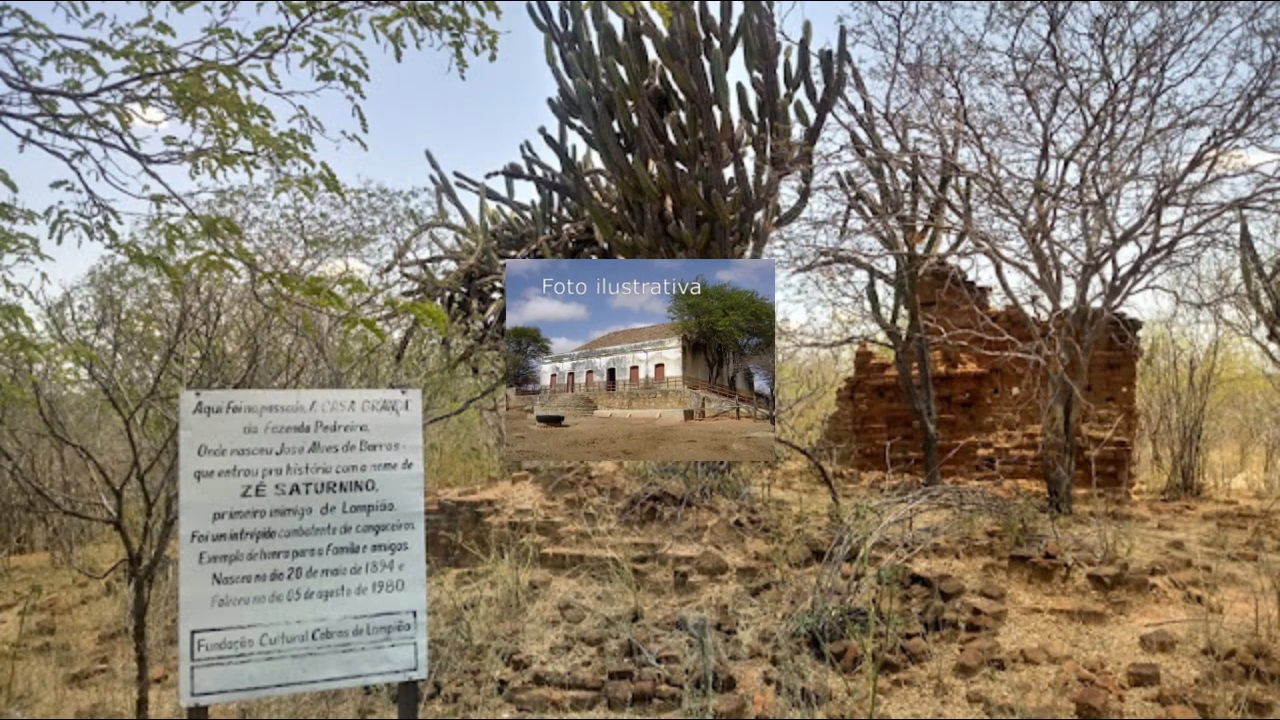 Foto ilustrativa
Aqui Foi no passado, A CASA GRANDE
da Fazenda Pedreira,
Onde nasceu José Alves de Barros -
que entrou pra história com o nome de
ZÉ SATURNINO,
primeiro inimigo de Lampião.
Foi um intrépido combatente de cangaceiros
Exemplo de honra para a família e amigos.
Nasceu no dia 20 de maio de 1894 e
Faleceu no dia 05 de agosto de 1980.
Fundação Cultural Cabras de Lampião